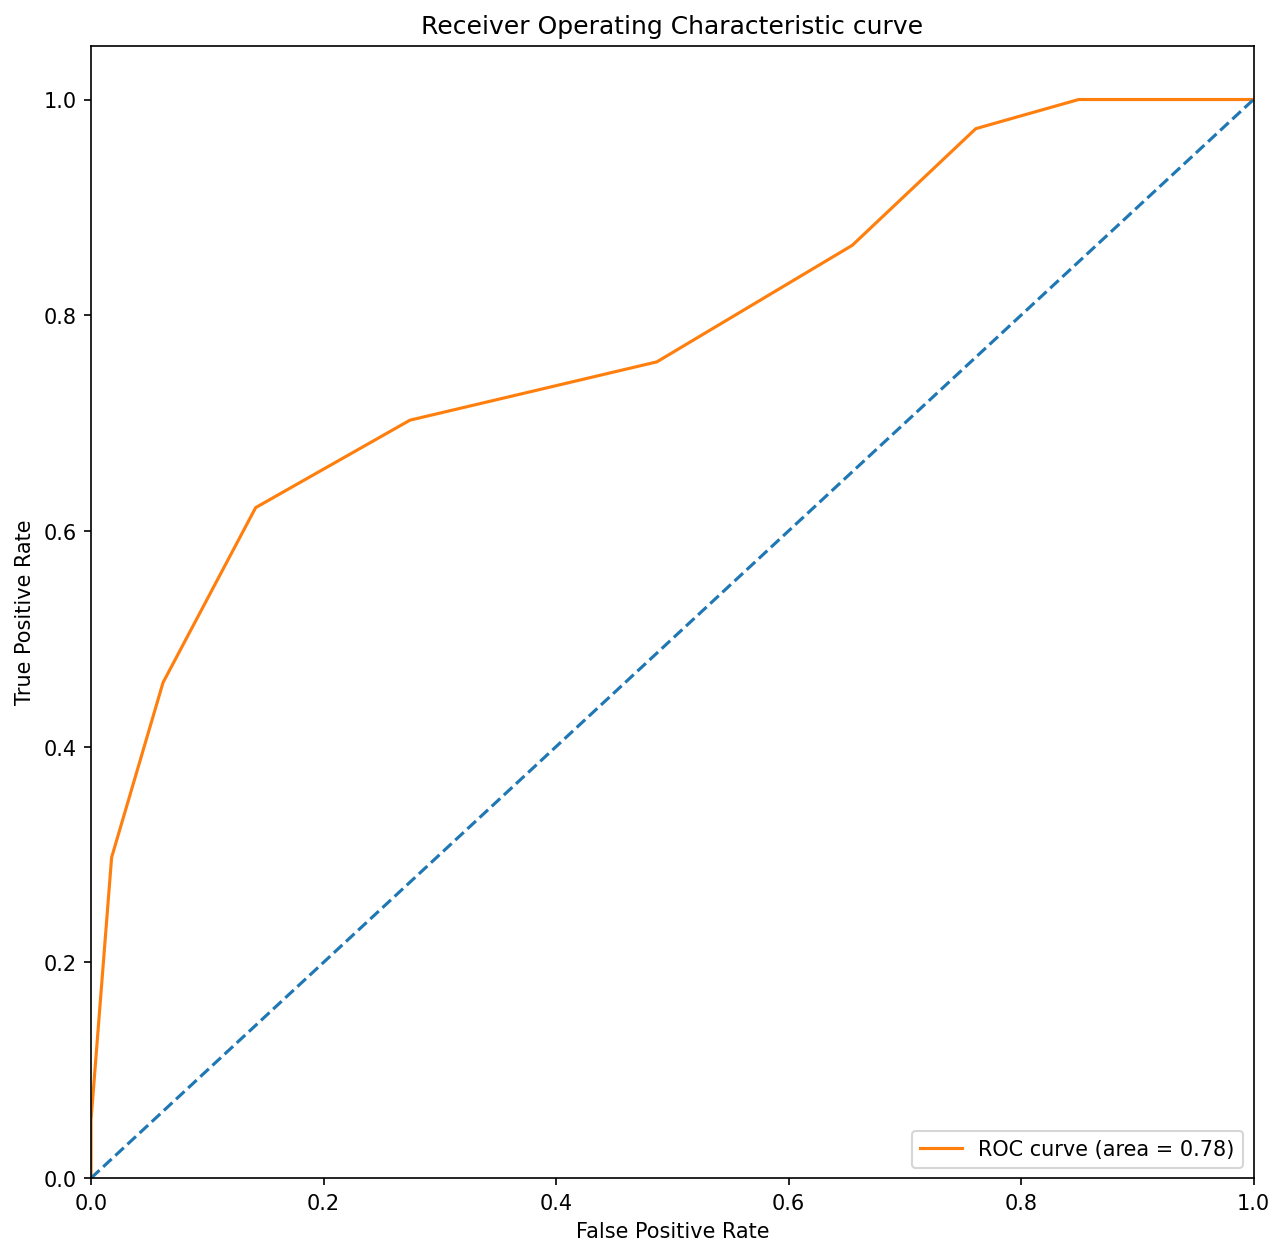 Receiver Operating Characteristic curve
1.0
0.8
0.6
0.4
0.2
0.0
True Positive Rate
ROC curve (area = 0.78)
0.0 0.2 0.4 0.6 0.8 1.0
False Positive Rate